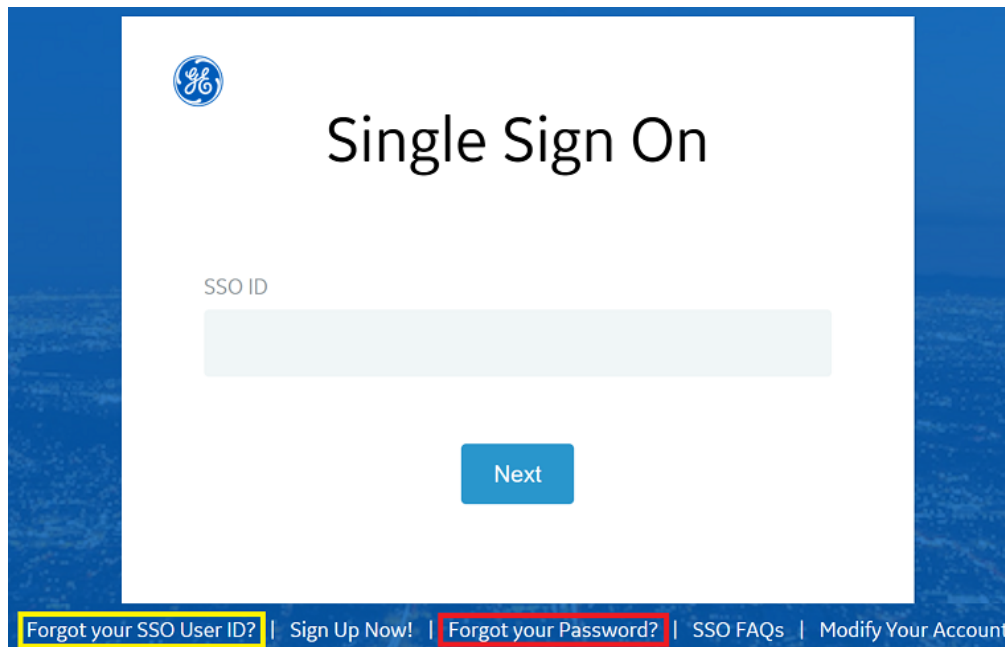 GE
Single Sign On
SSO ID
Next
Forgot your SSO User ID? | Sign Up Now! | Forgot your Password? | SSO FAQs | Modify Your Account